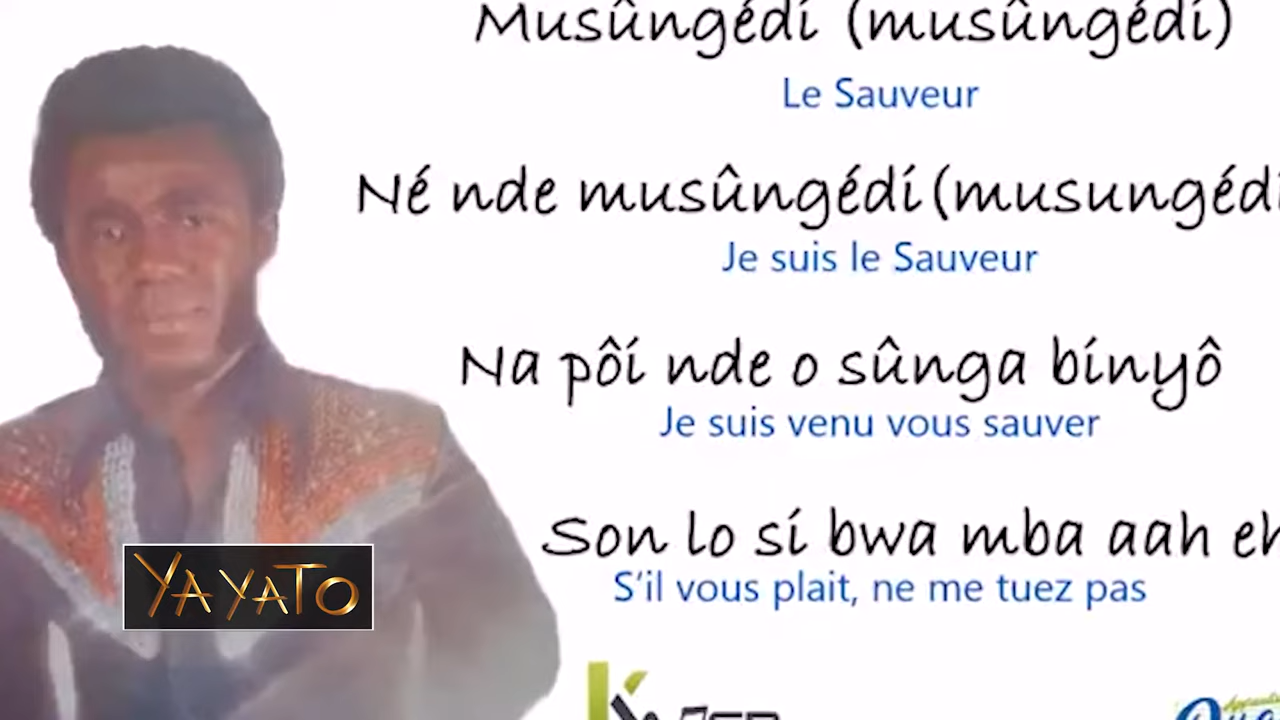 Musûngédí (musûngédí)
Le Sauveur
Né nde musûngédí (musungédí
Je suis le Sauveur
Na pôí nde o sûnga bínyô
Je suis venu vous sauver
Son lo sí bwa mba aah eh
S'il vous plait, ne me tuez pas
YAYATO